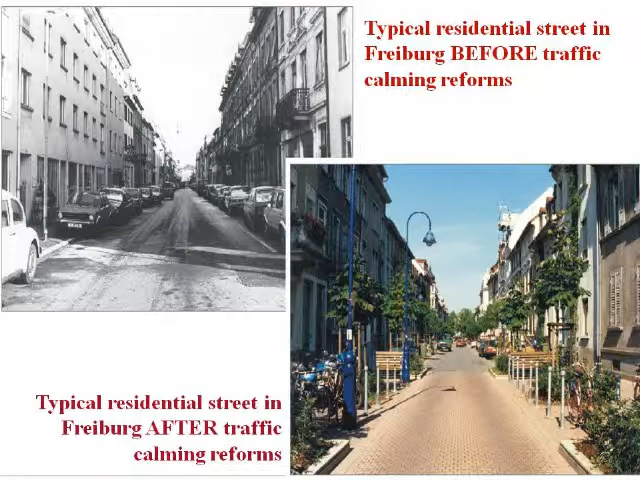 Typical residential street in
Freiburg BEFORE traffic
calming reforms
Typical residential street in
Freiburg AFTER traffic
calming reforms